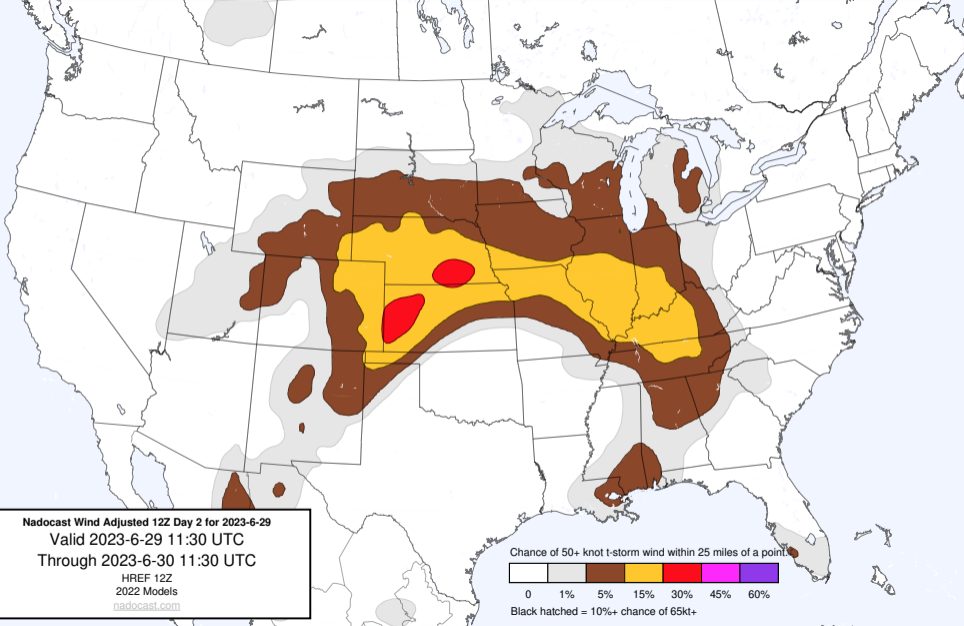 Nadocast Wind Adjusted 12Z Day 2 for 2023-6-29
Valid 2023-6-29 11:30 UTC
Through 2023-6-30 11:30 UTC
HREF 12Z
2022 Models
nadocast.com
Chance of 50+ knot t-storm wind within 25 miles of a point.
0 1% 5% 15% 30% 45% 60%
Black hatched = 10%+ chance of 65kt+